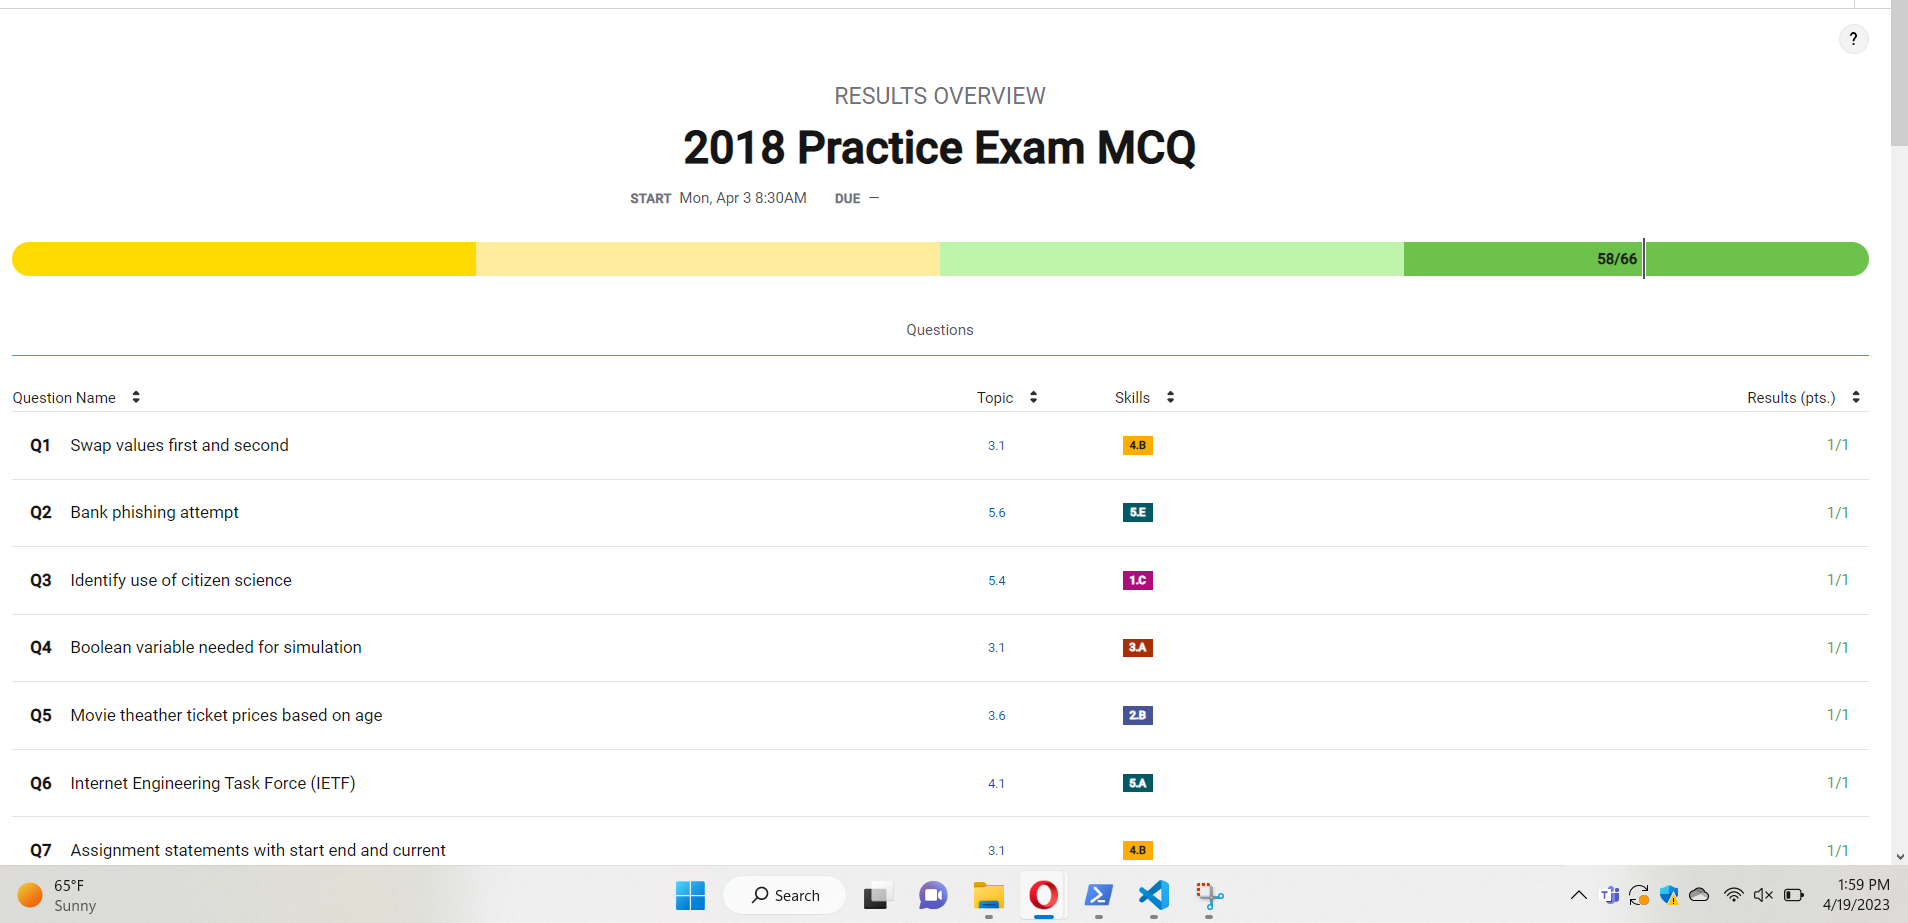 ?
RESULTS OVERVIEW
2018 Practice Exam MCQ
START Mon, Apr 3 8:30AM DUE —
58/66
Questions
Question Name Topic Skills Results (pts.)
Q1 Swap values first and second 3.1 4.B 1/1
Q2 Bank phishing attempt 5.6 5.E 1/1
Q3 Identify use of citizen science 5.4 1.C 1/1
Q4 Boolean variable needed for simulation 3.1 3.A 1/1
Q5 Movie theather ticket prices based on age 3.6 2.B 1/1
Q6 Internet Engineering Task Force (IETF) 4.1 5.A 1/1
Q7 Assignment statements with start end and current 3.1 4.B 1/1
65°F
Sunny
Search
1:59 PM
4/19/2023